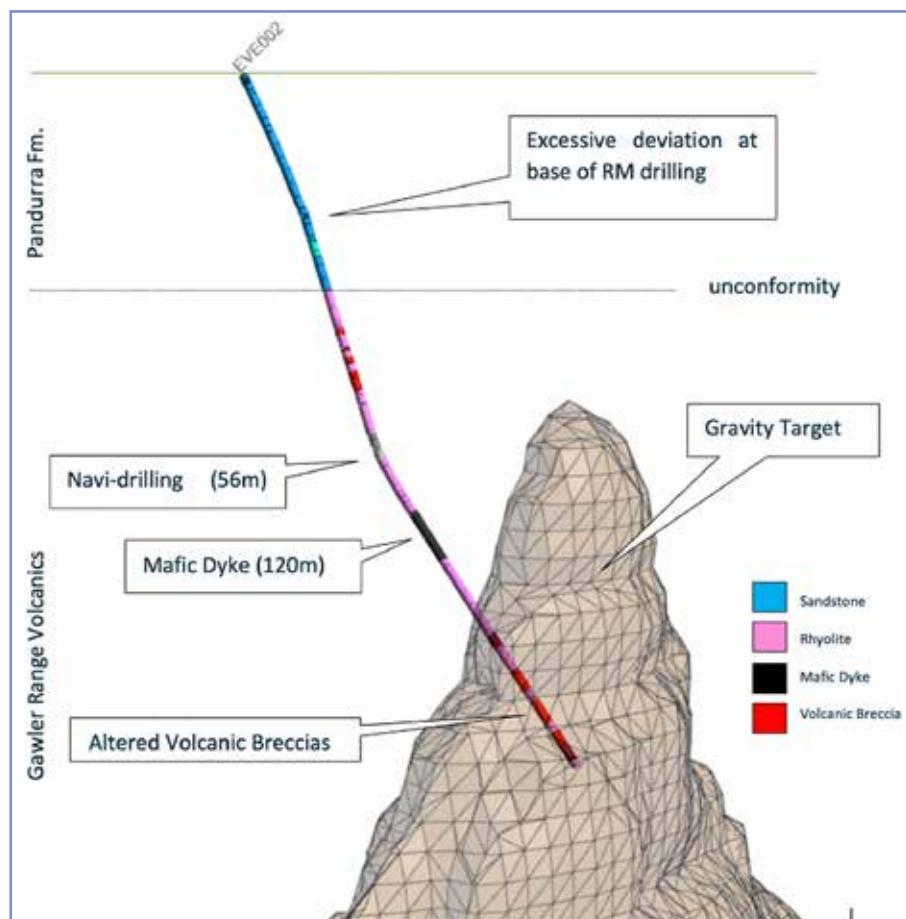 EVE002
Pandurra Fm.
Excessive deviation at
base of RM drilling
unconformity
Gravity Target
Navi-drilling (56m)
Mafic Dyke (120m)
Gawler Range Volcanics
Sandstone
Rhyolite
Mafic Dyke
Volcanic Breccia
Altered Volcanic Breccias